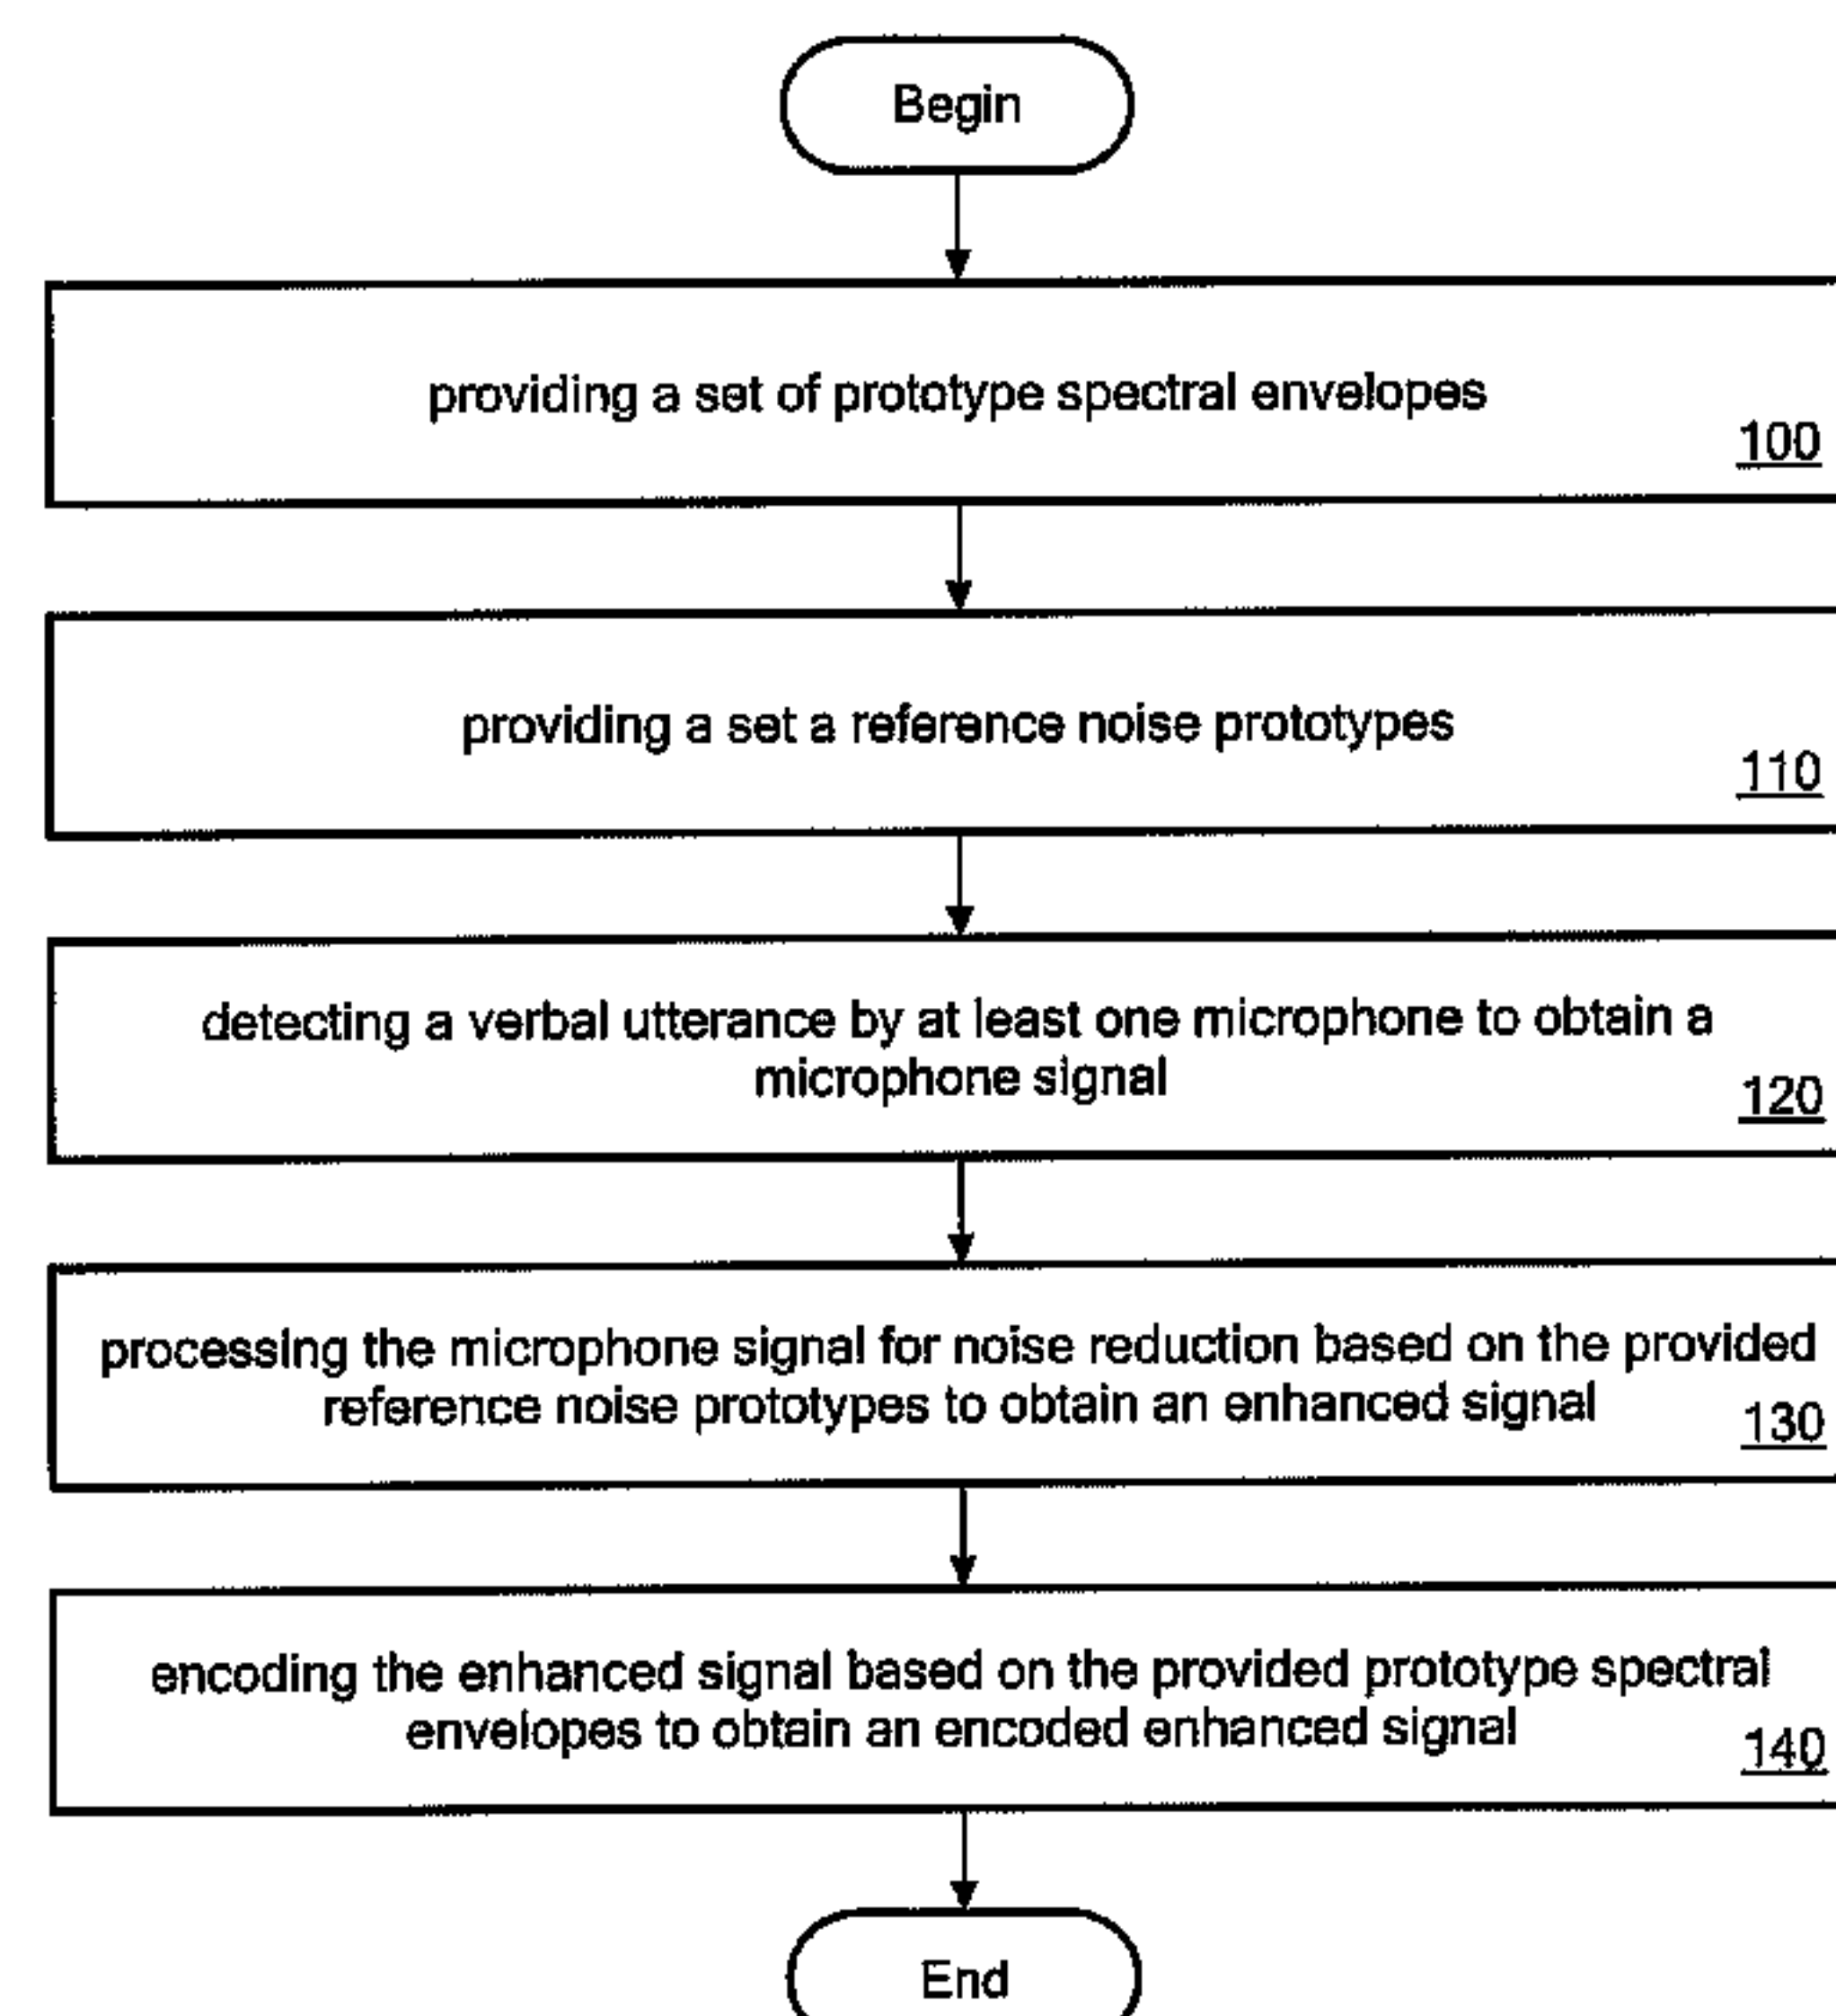 Begin
providing a set of prototype spectral envelopes
100
providing a set a reference noise prototypes
110
detecting a verbal utterance by at least one microphone to obtain a
microphone signal
120
processing the microphone signal for noise reduction based on the provided
reference noise prototypes to obtain an enhanced signal
130
encoding the enhanced signal based on the provided prototype spectral
envelopes to obtain an encoded enhanced signal
140
End